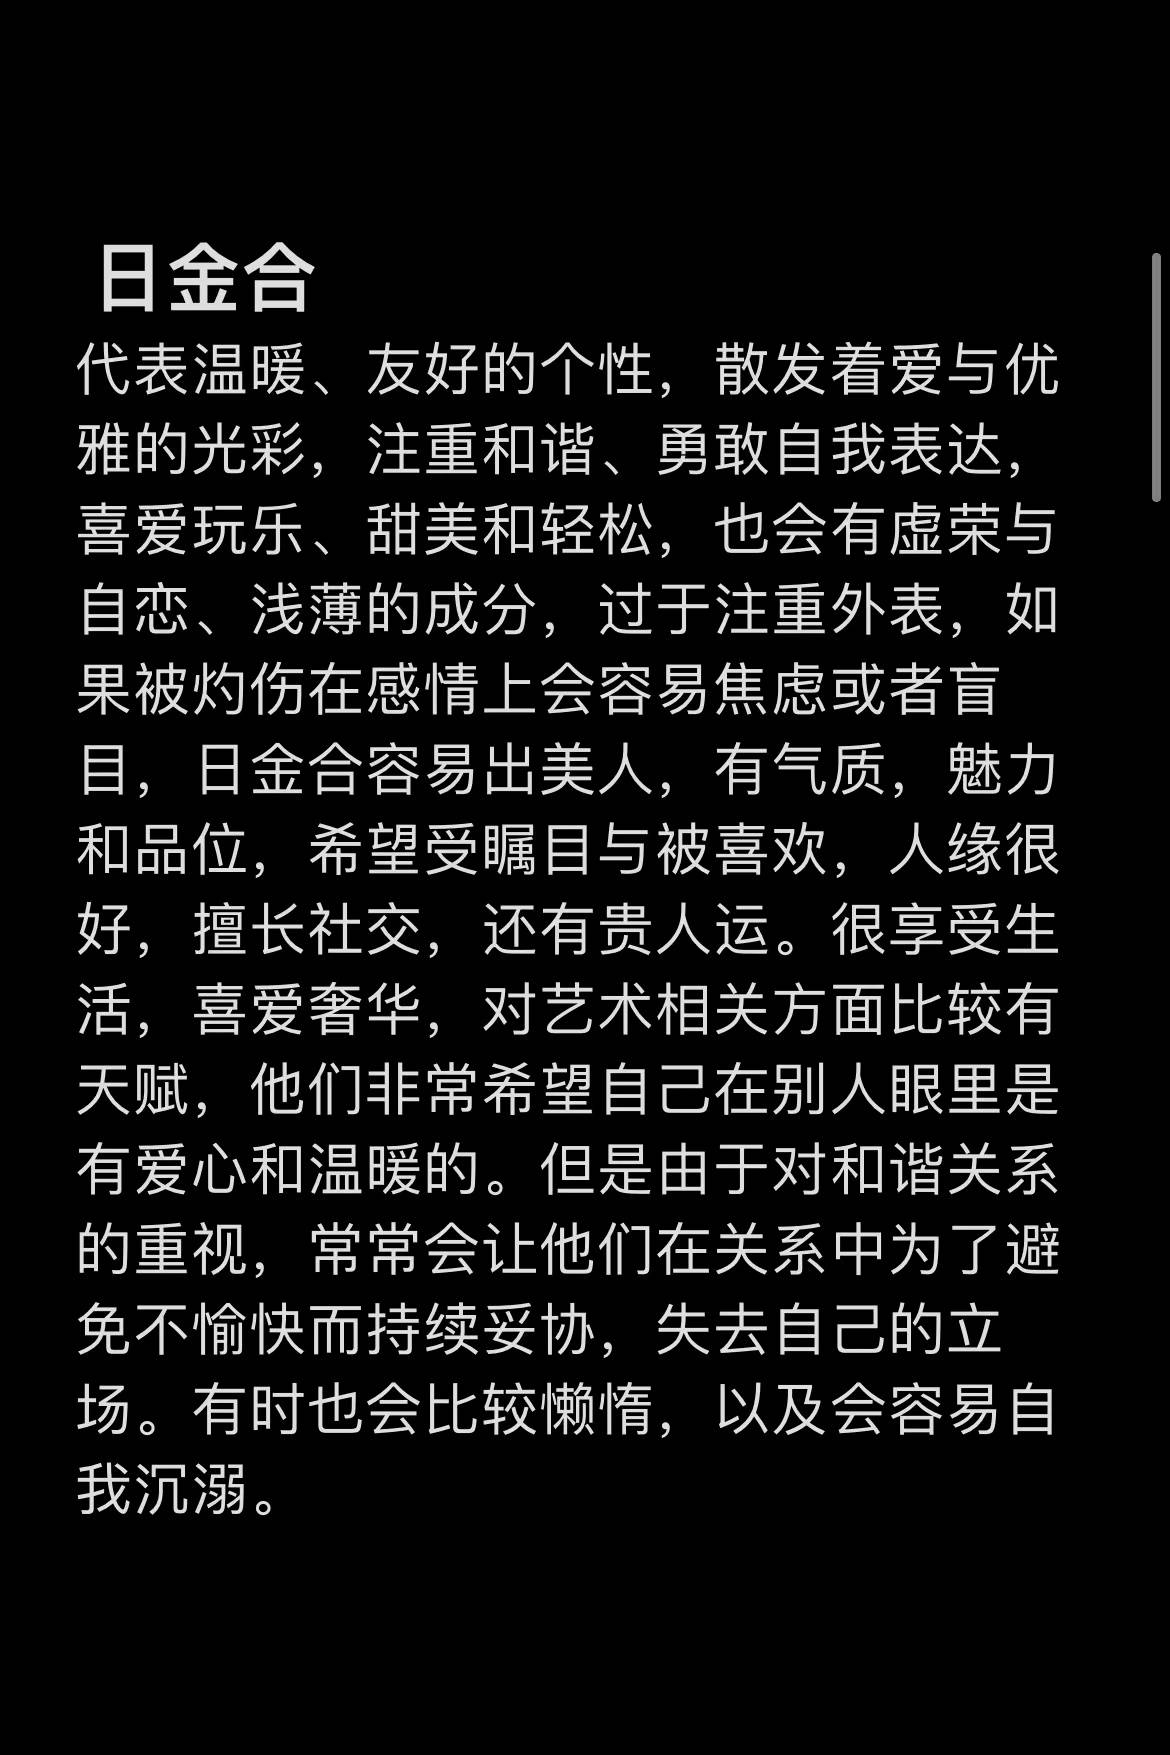 日金合
代表温暖、友好的个性，散发着爱与优
雅的光彩，注重和谐、勇敢自我表达，
喜爱玩乐、甜美和轻松，也会有虚荣与
自恋、浅薄的成分，过于注重外表，如
果被灼伤在感情上会容易焦虑或者盲
目，日金合容易出美人，有气质，魅力
和品位，希望受瞩目与被喜欢，人缘很
好，擅长社交，还有贵人运。很享受生
活，喜爱奢华，对艺术相关方面比较有
天赋，他们非常希望自己在别人眼里是
有爱心和温暖的。但是由于对和谐关系
的重视，常常会让他们在关系中为了避
免不愉快而持续妥协，失去自己的立
场。有时也会比较懒惰，以及会容易自
我沉溺。